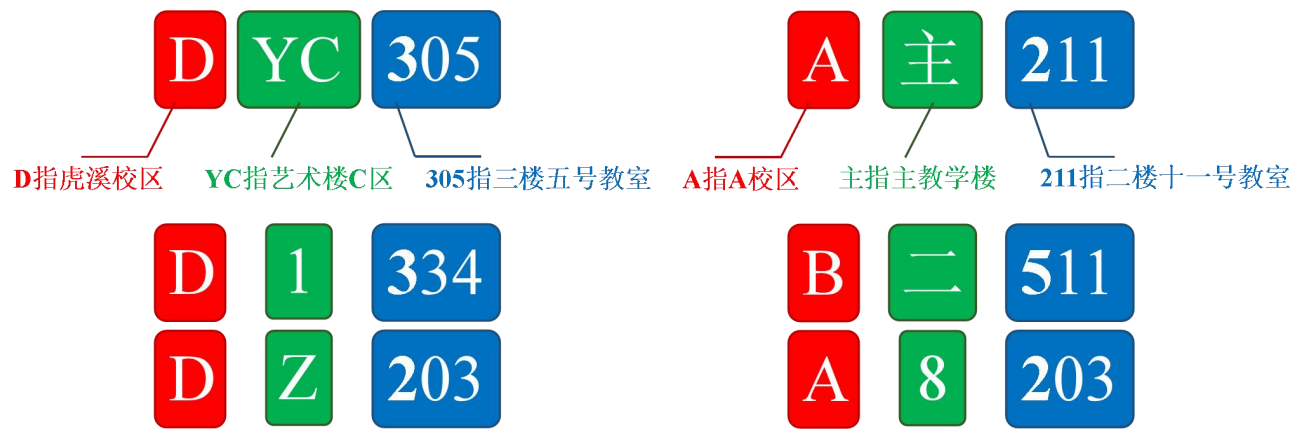 D YC 305 A 主 211
D指虎溪校区 YC指艺术楼C区 305指三楼五号教室 A指A校区 主指主教学楼 211指二楼十一号教室
D 1 334 B 二 511
D Z 203 A 8 203